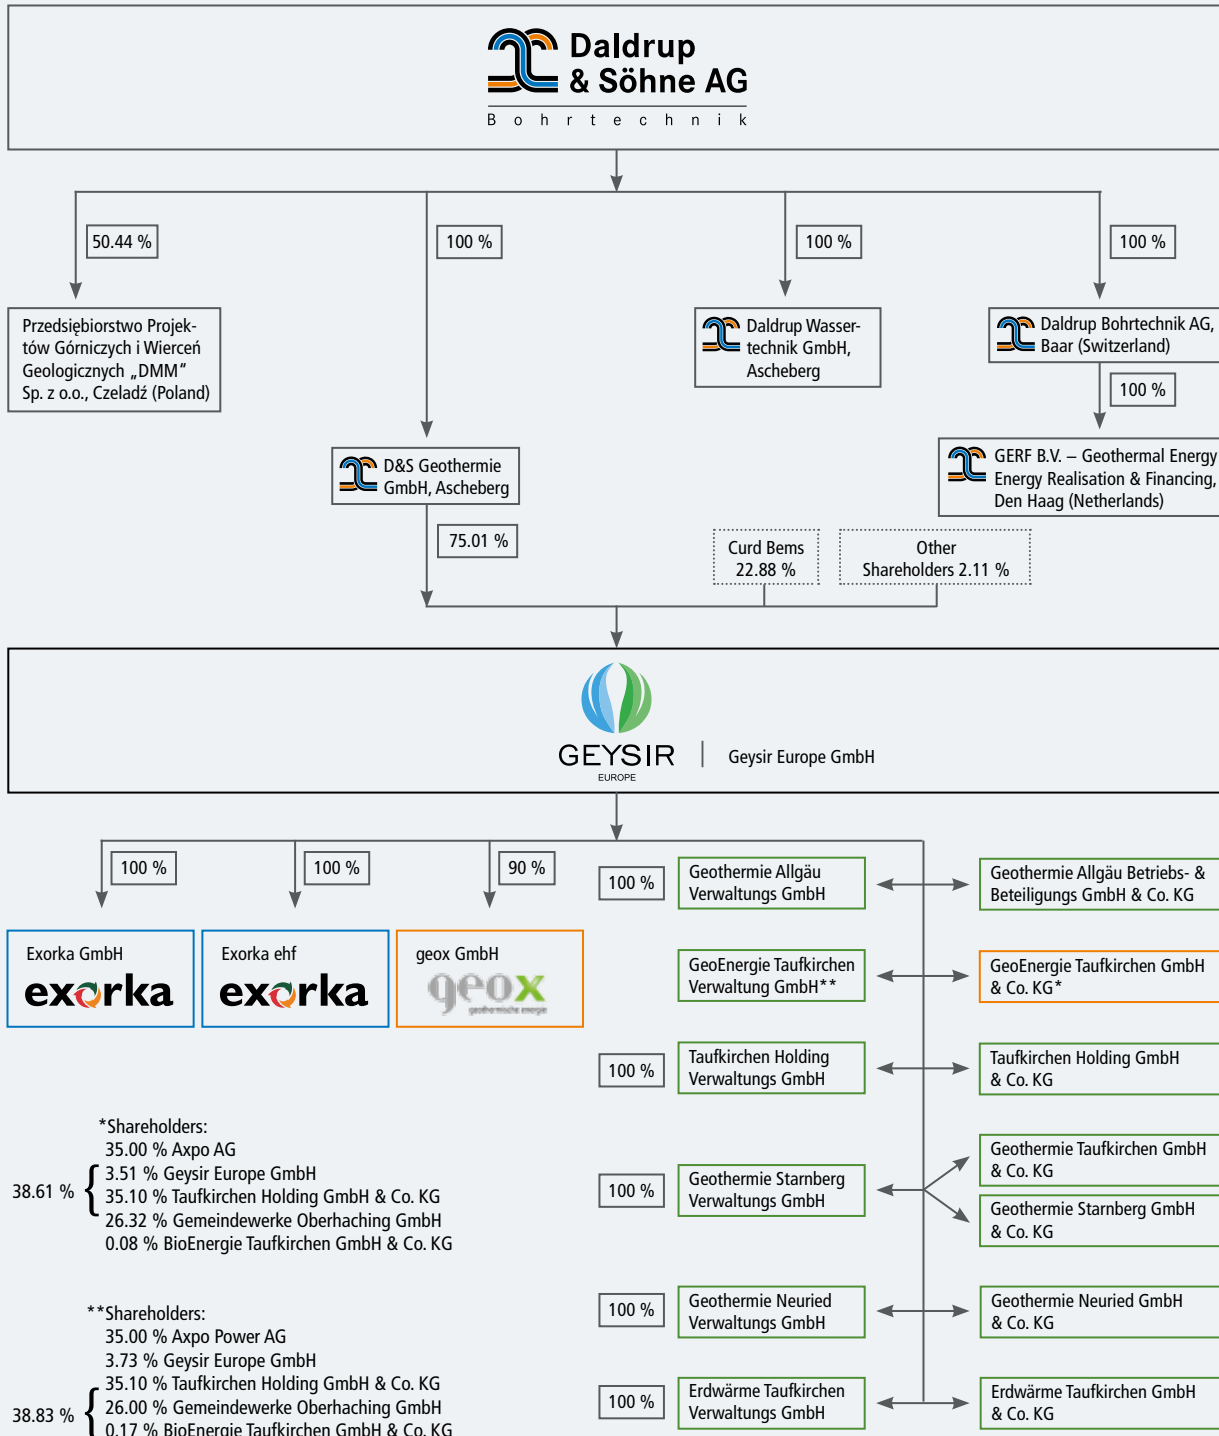 Daldrup
& Söhne AG
Bohrtechnik
50.44 %
100 %
100 %
100 %
Przedsiębiorstwo Projek-
tów Górniczych i Wierceń
Geologicznych „DMM“
Sp. z o.o., Czeladź (Poland)
Daldrup Wasser-
technik GmbH,
Ascheberg
Daldrup Bohrtechnik AG,
Baar (Switzerland)
100 %
D&S Geothermie
GmbH, Ascheberg
GERF B.V. – Geothermal Energy
Energy Realisation & Financing,
Den Haag (Netherlands)
75.01 %
Curd Bems
22.88 %
Other
Shareholders 2.11 %
GEYSIR
EUROPE
Geysir Europe GmbH
100 %
100 %
90 %
Exorka GmbH
exorka
Exorka ehf
exorka
geox GmbH
geox
geothermische energie
100 %
Geothermie Allgäu
Verwaltungs GmbH
Geothermie Allgäu Betriebs- &
Beteiligungs GmbH & Co. KG
GeoEnergie Taufkirchen
Verwaltung GmbH**
GeoEnergie Taufkirchen GmbH
& Co. KG*
100 %
Taufkirchen Holding
Verwaltungs GmbH
Taufkirchen Holding GmbH
& Co. KG
100 %
Geothermie Starnberg
Verwaltungs GmbH
Geothermie Taufkirchen GmbH
& Co. KG
Geothermie Starnberg GmbH
& Co. KG
100 %
Geothermie Neuried
Verwaltungs GmbH
Geothermie Neuried GmbH
& Co. KG
100 %
Erdwärme Taufkirchen
Verwaltungs GmbH
Erdwärme Taufkirchen GmbH
& Co. KG
*Shareholders:
35.00 % Axpo AG
38.61 % { 3.51 % Geysir Europe GmbH
35.10 % Taufkirchen Holding GmbH & Co. KG
26.32 % Gemeindewerke Oberhaching GmbH
0.08 % BioEnergie Taufkirchen GmbH & Co. KG
**Shareholders:
35.00 % Axpo Power AG
3.73 % Geysir Europe GmbH
35.10 % Taufkirchen Holding GmbH & Co. KG
38.83 % { 26.00 % Gemeindewerke Oberhaching GmbH
0.17 % BioEnergie Taufkirchen GmbH & Co. KG